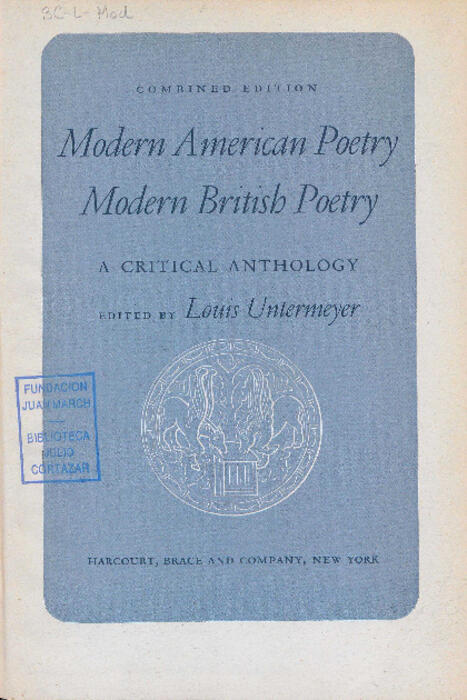 BC-L-Mod
COMBINED EDITION
Modern American Poetry
Modern British Poetry
A CRITICAL ANTHOLOGY
EDITED BY Louis Untermeyer
FUNDACION
JUAN MARCH
BIBLIOTECA
JULIO
CORTAZAR
HARCOURT, BRACE AND COMPANY, NEW YORK